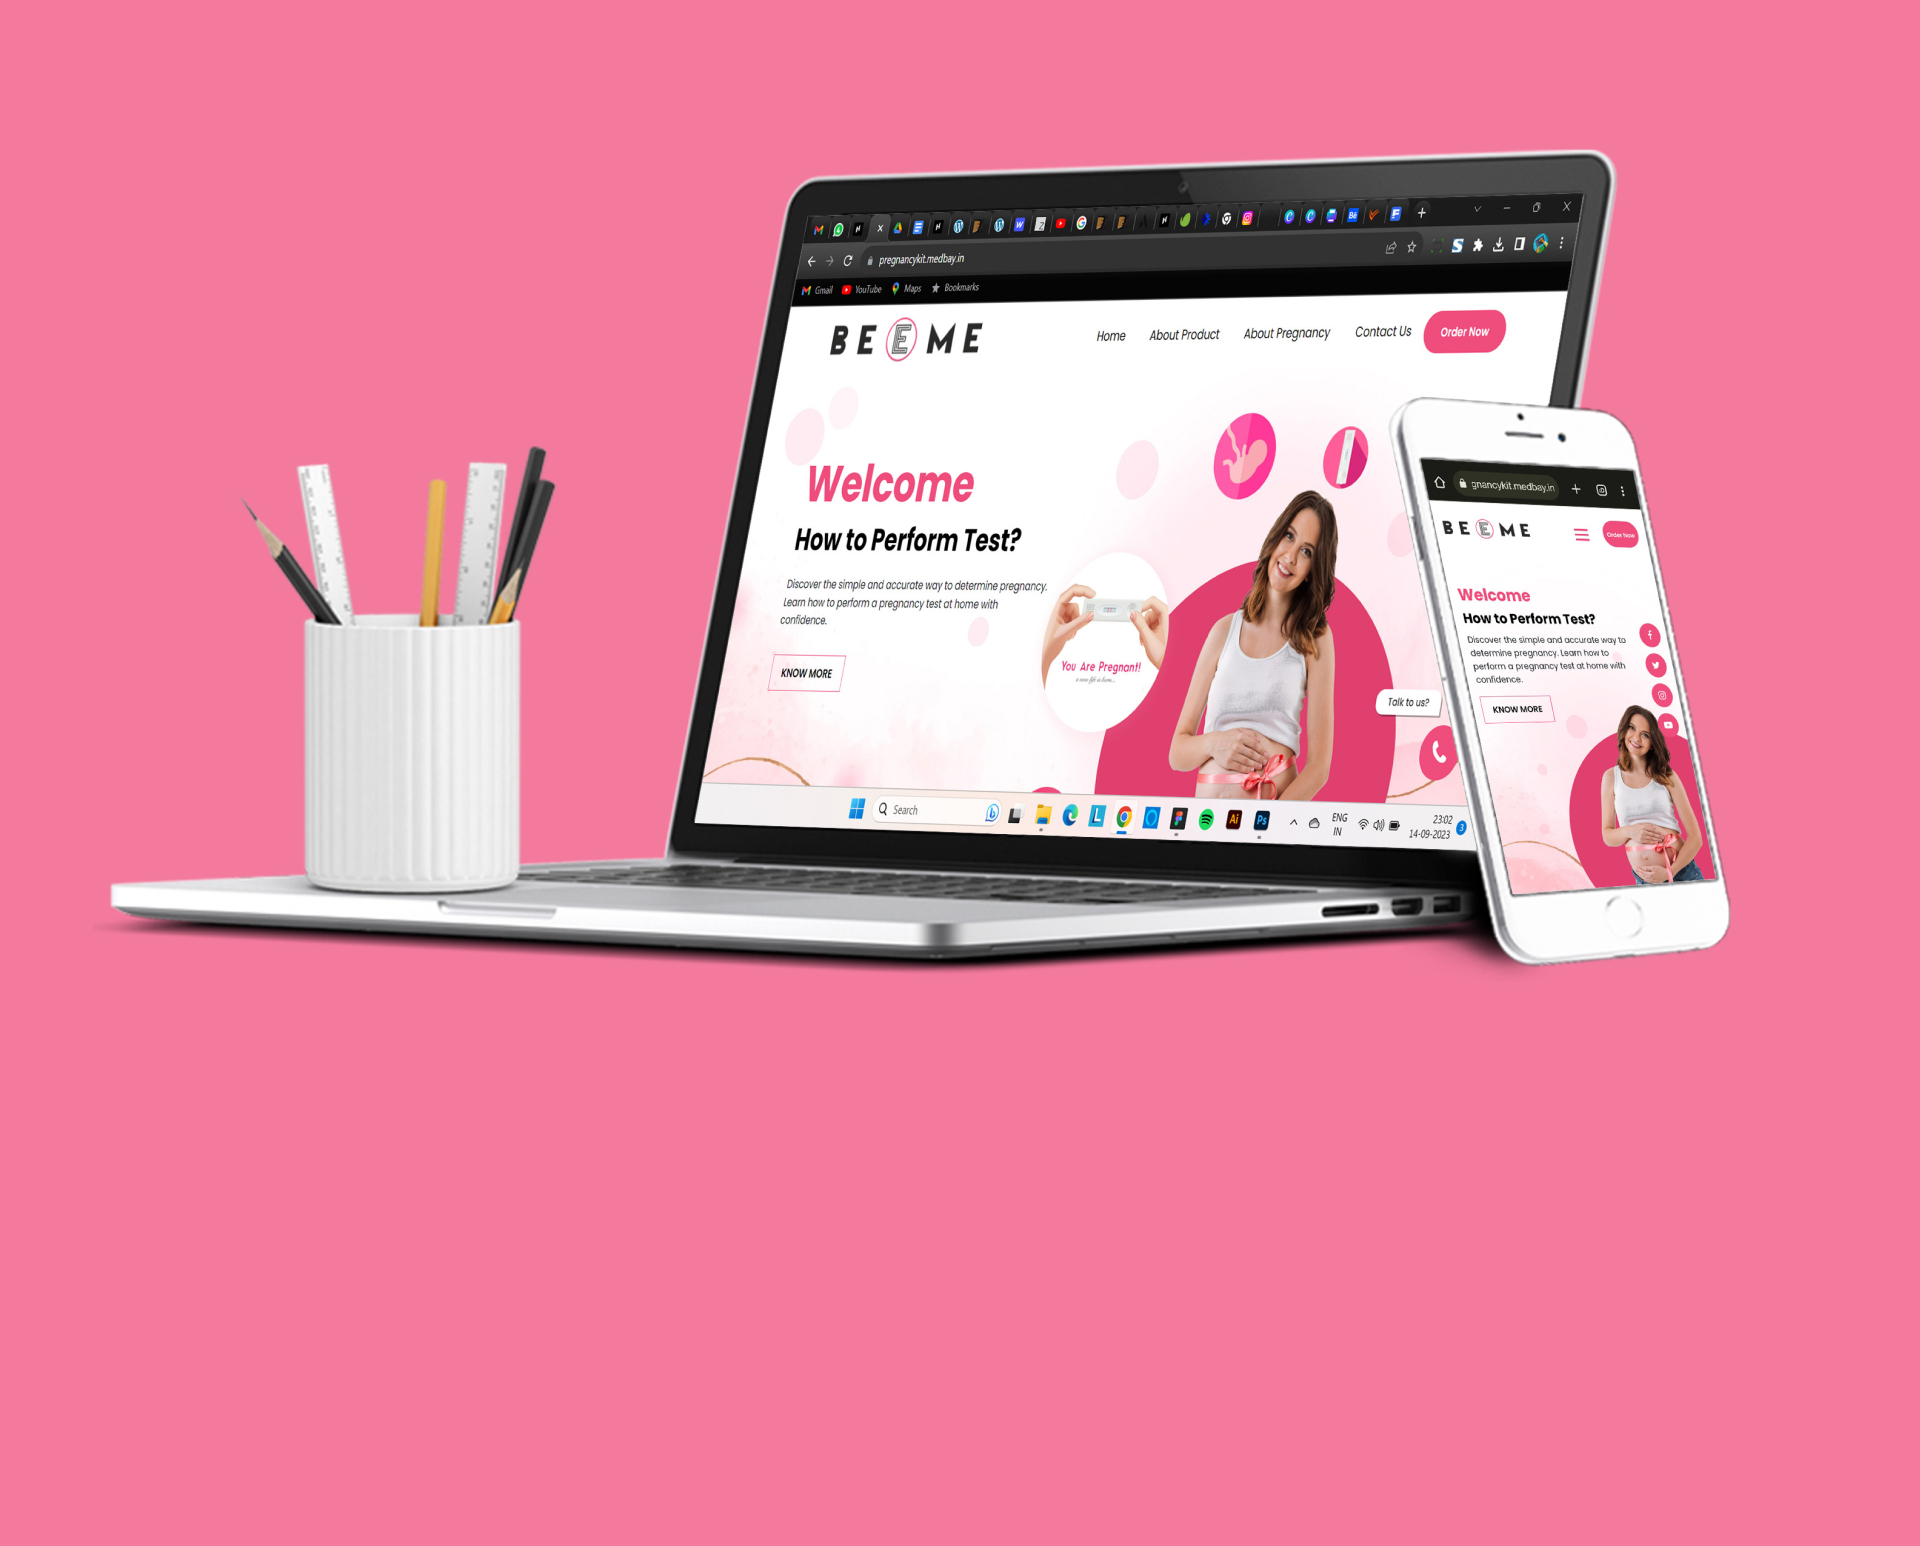 pregnancykit.medbay.in
Gmail YouTube Maps Bookmarks
BEEME
Home About Product About Pregnancy Contact Us Order Now
Welcome
How to Perform Test?
Discover the simple and accurate way to determine pregnancy.
Learn how to perform a pregnancy test at home with
confidence.
KNOW MORE
You Are Pregnant!
Talk to us?
Search
ENG
IN
23:02
14-09-2023
3
gnancykit.medbay.in
BEEME
Order Now
Welcome
How to Perform Test?
Discover the simple and accurate way to
determine pregnancy. Learn how to
perform a pregnancy test at home with
confidence.
KNOW MORE